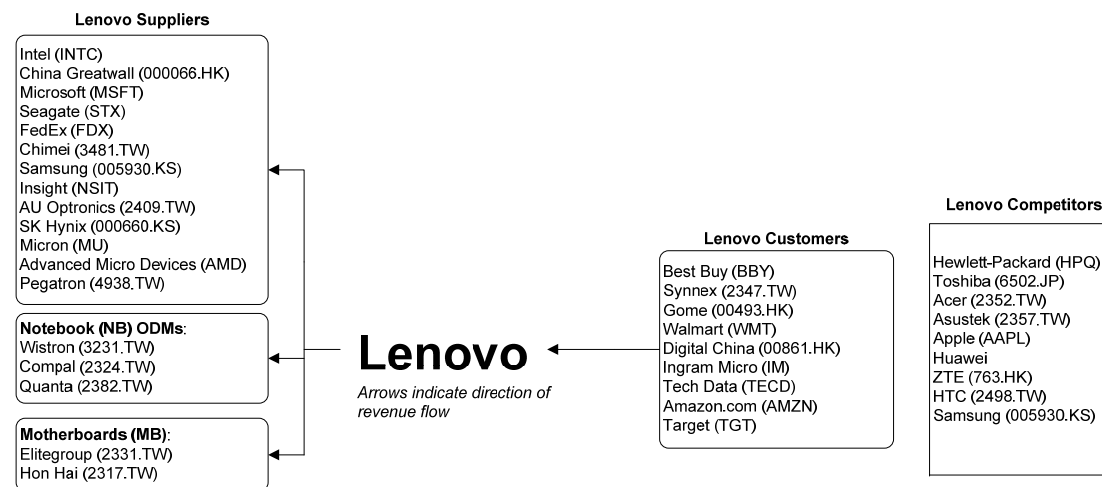 Lenovo Suppliers
Intel (INTC)
China Greatwall (000066.HK)
Microsoft (MSFT)
Seagate (STX)
FedEx (FDX)
Chimei (3481.TW)
Samsung (005930.KS)
Insight (NSIT)
AU Optronics (2409.TW)
SK Hynix (000660.KS)
Micron (MU)
Advanced Micro Devices (AMD)
Pegatron (4938.TW)
Notebook (NB) ODMs:
Wistron (3231.TW)
Compal (2324.TW)
Quanta (2382.TW)
Motherboards (MB):
Elitegroup (2331.TW)
Hon Hai (2317.TW)
Lenovo
Arrows indicate direction of
revenue flow
Lenovo Customers
Best Buy (BBY)
Synnex (2347.TW)
Gome (00493.HK)
Walmart (WMT)
Digital China (00861.HK)
Ingram Micro (IM)
Tech Data (TECD)
Amazon.com (AMZN)
Target (TGT)
Lenovo Competitors
Hewlett-Packard (HPQ)
Toshiba (6502.JP)
Acer (2352.TW)
Asustek (2357.TW)
Apple (AAPL)
Huawei
ZTE (763.HK)
HTC (2498.TW)
Samsung (005930.KS)